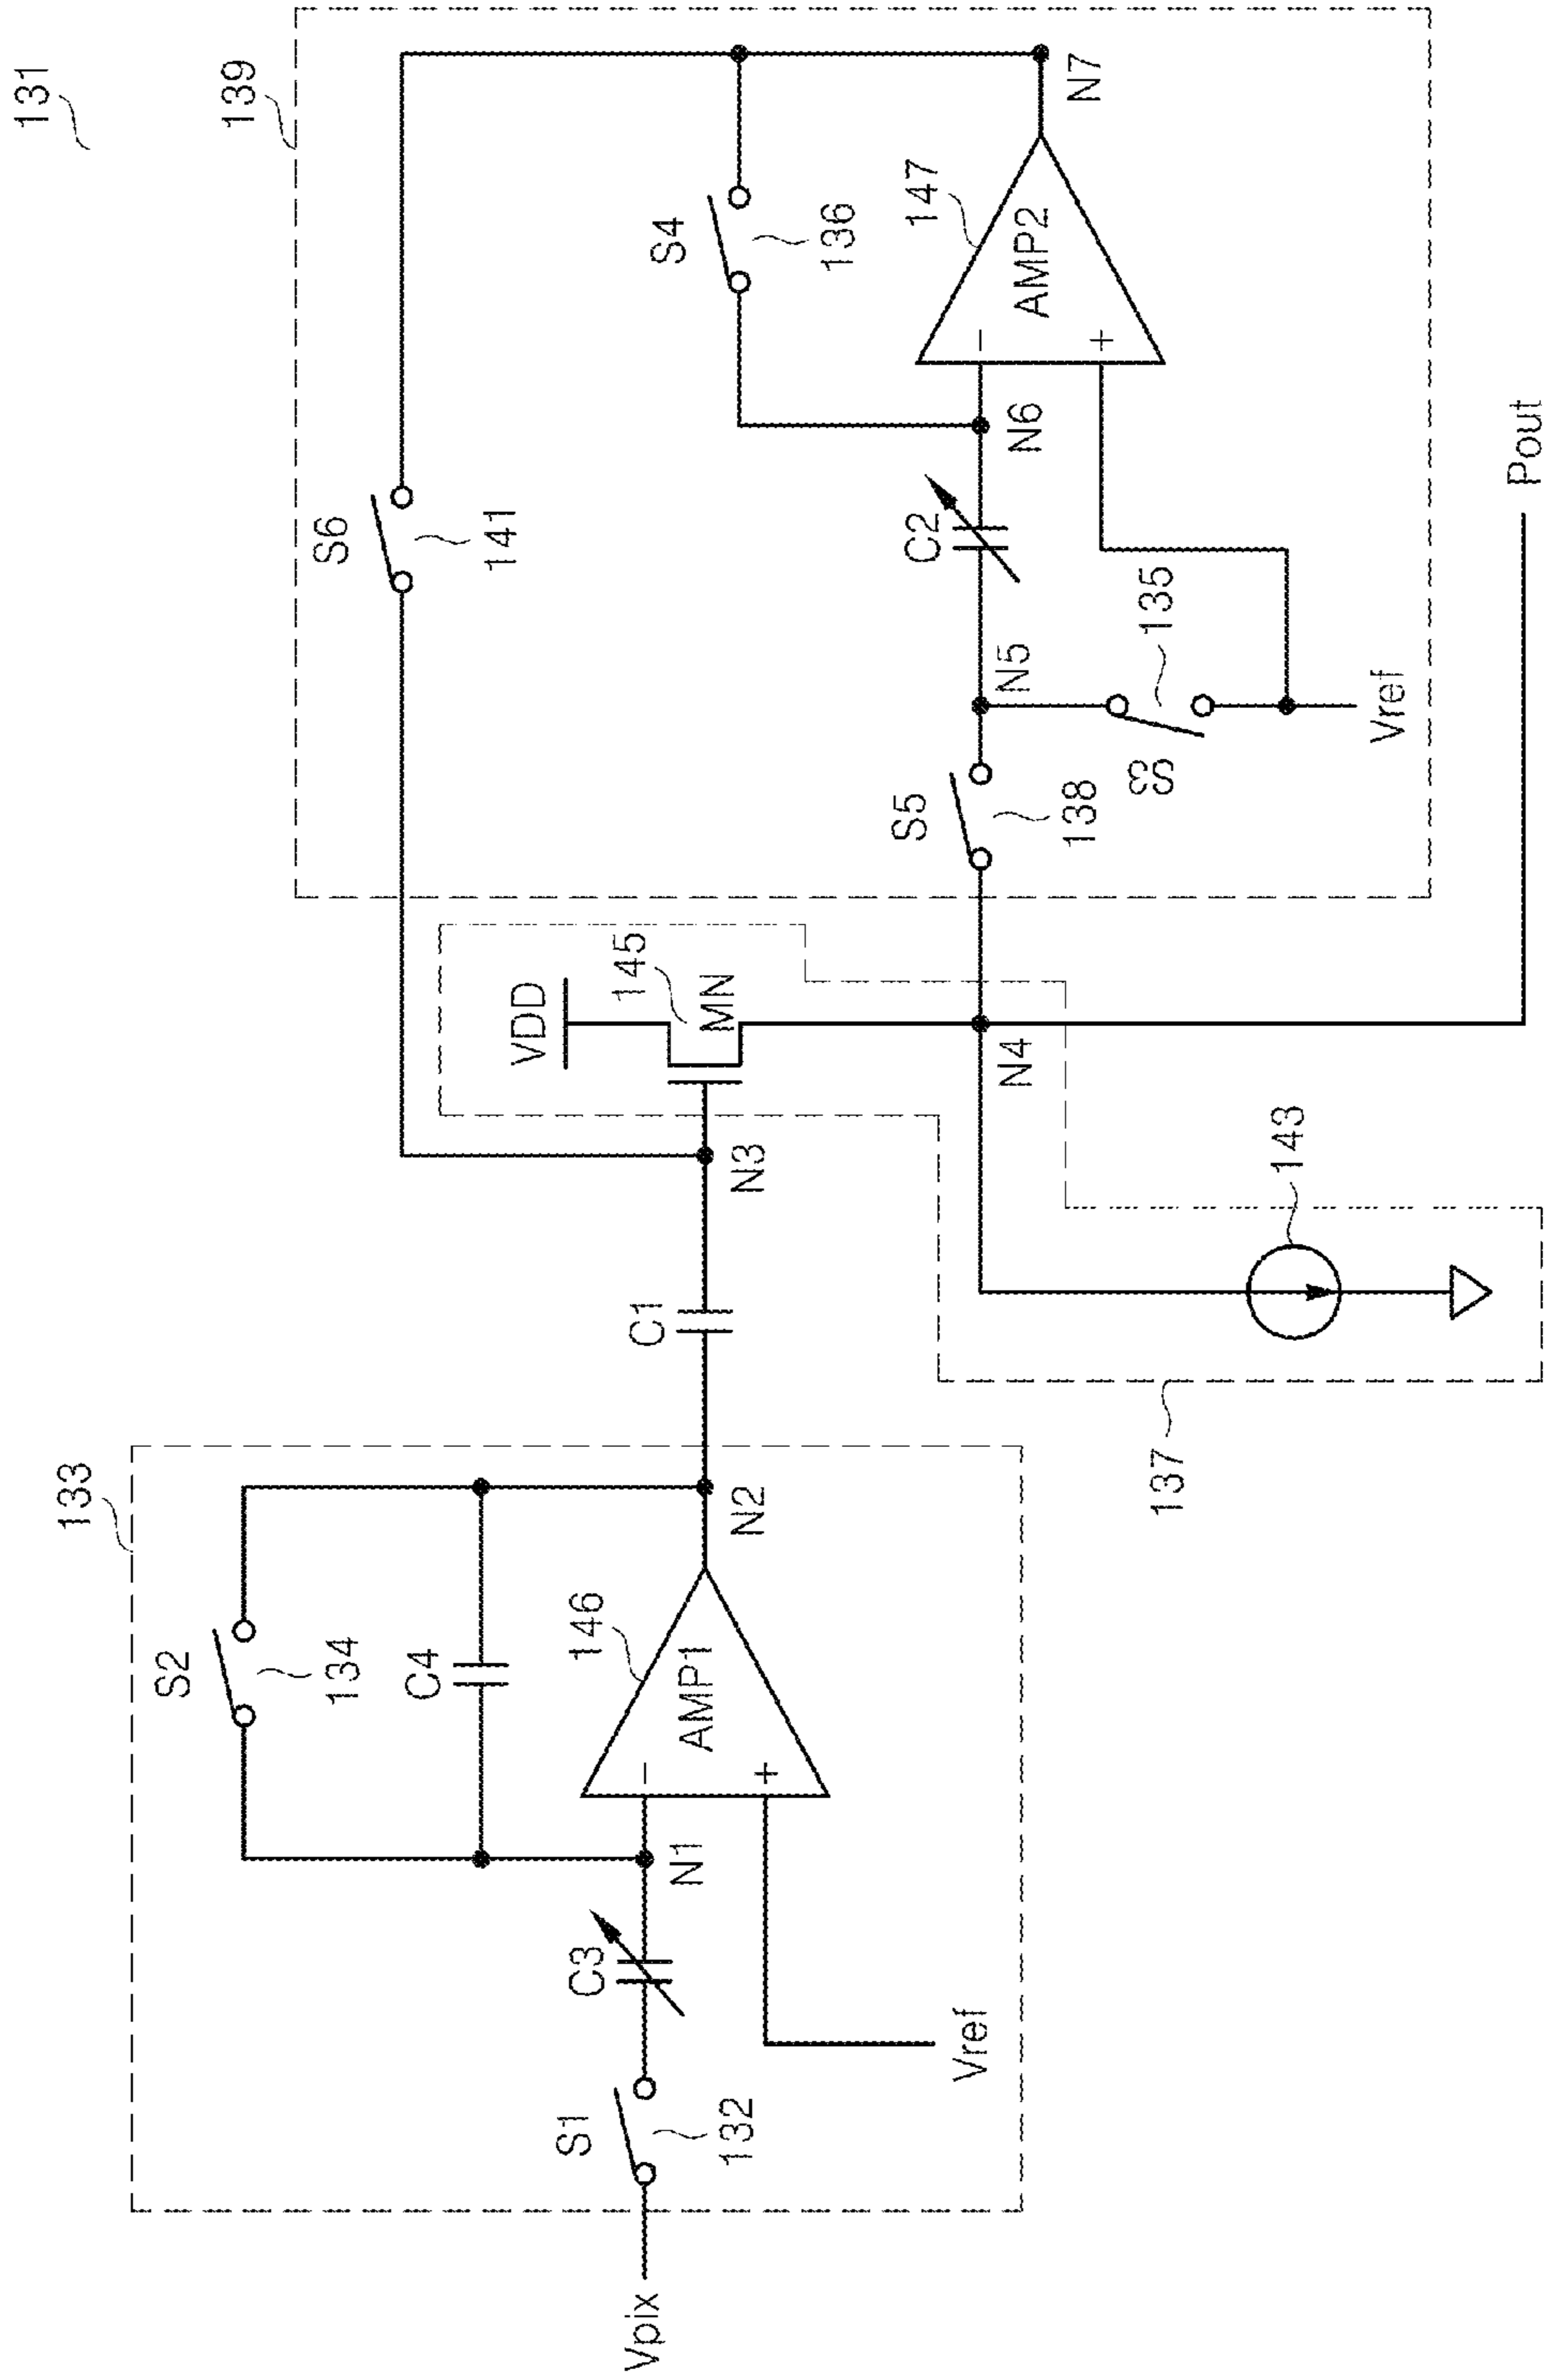 131
133
139
S2
134
S6
141
C4
VDD
S1
C3
146
C1
145
S4
136
Vpix
132
N1
−
+
AMP1
N2
N3
MN
S5
C2
147
Vref
N4
138
N5
N6
−
+
AMP2
N7
S3
135
137
143
Vref
Pout